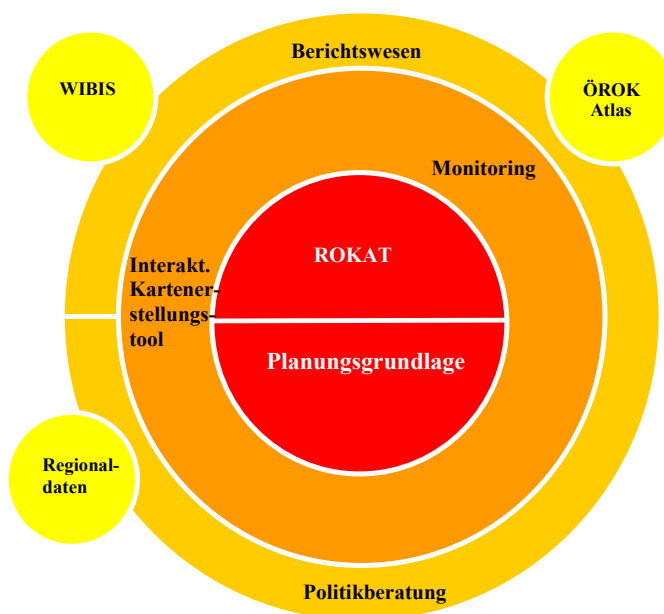 Berichtswesen
WIBIS
ÖROK
Atlas
Monitoring
ROKAT
Interakt.
Kartener-
stellungs-
tool
Planungsgrundlage
Regional-
daten
Politikberatung